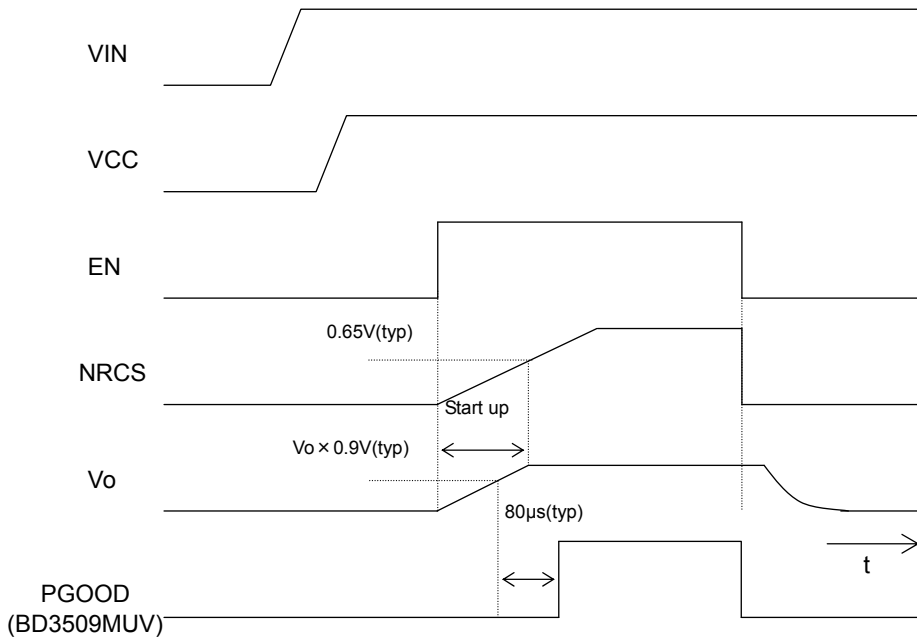 VIN
VCC
EN
0.65V(typ)
NRCS
Start up
Vo×0.9V(typ)
Vo
80µs(typ)
t
PGOOD
(BD3509MUV)